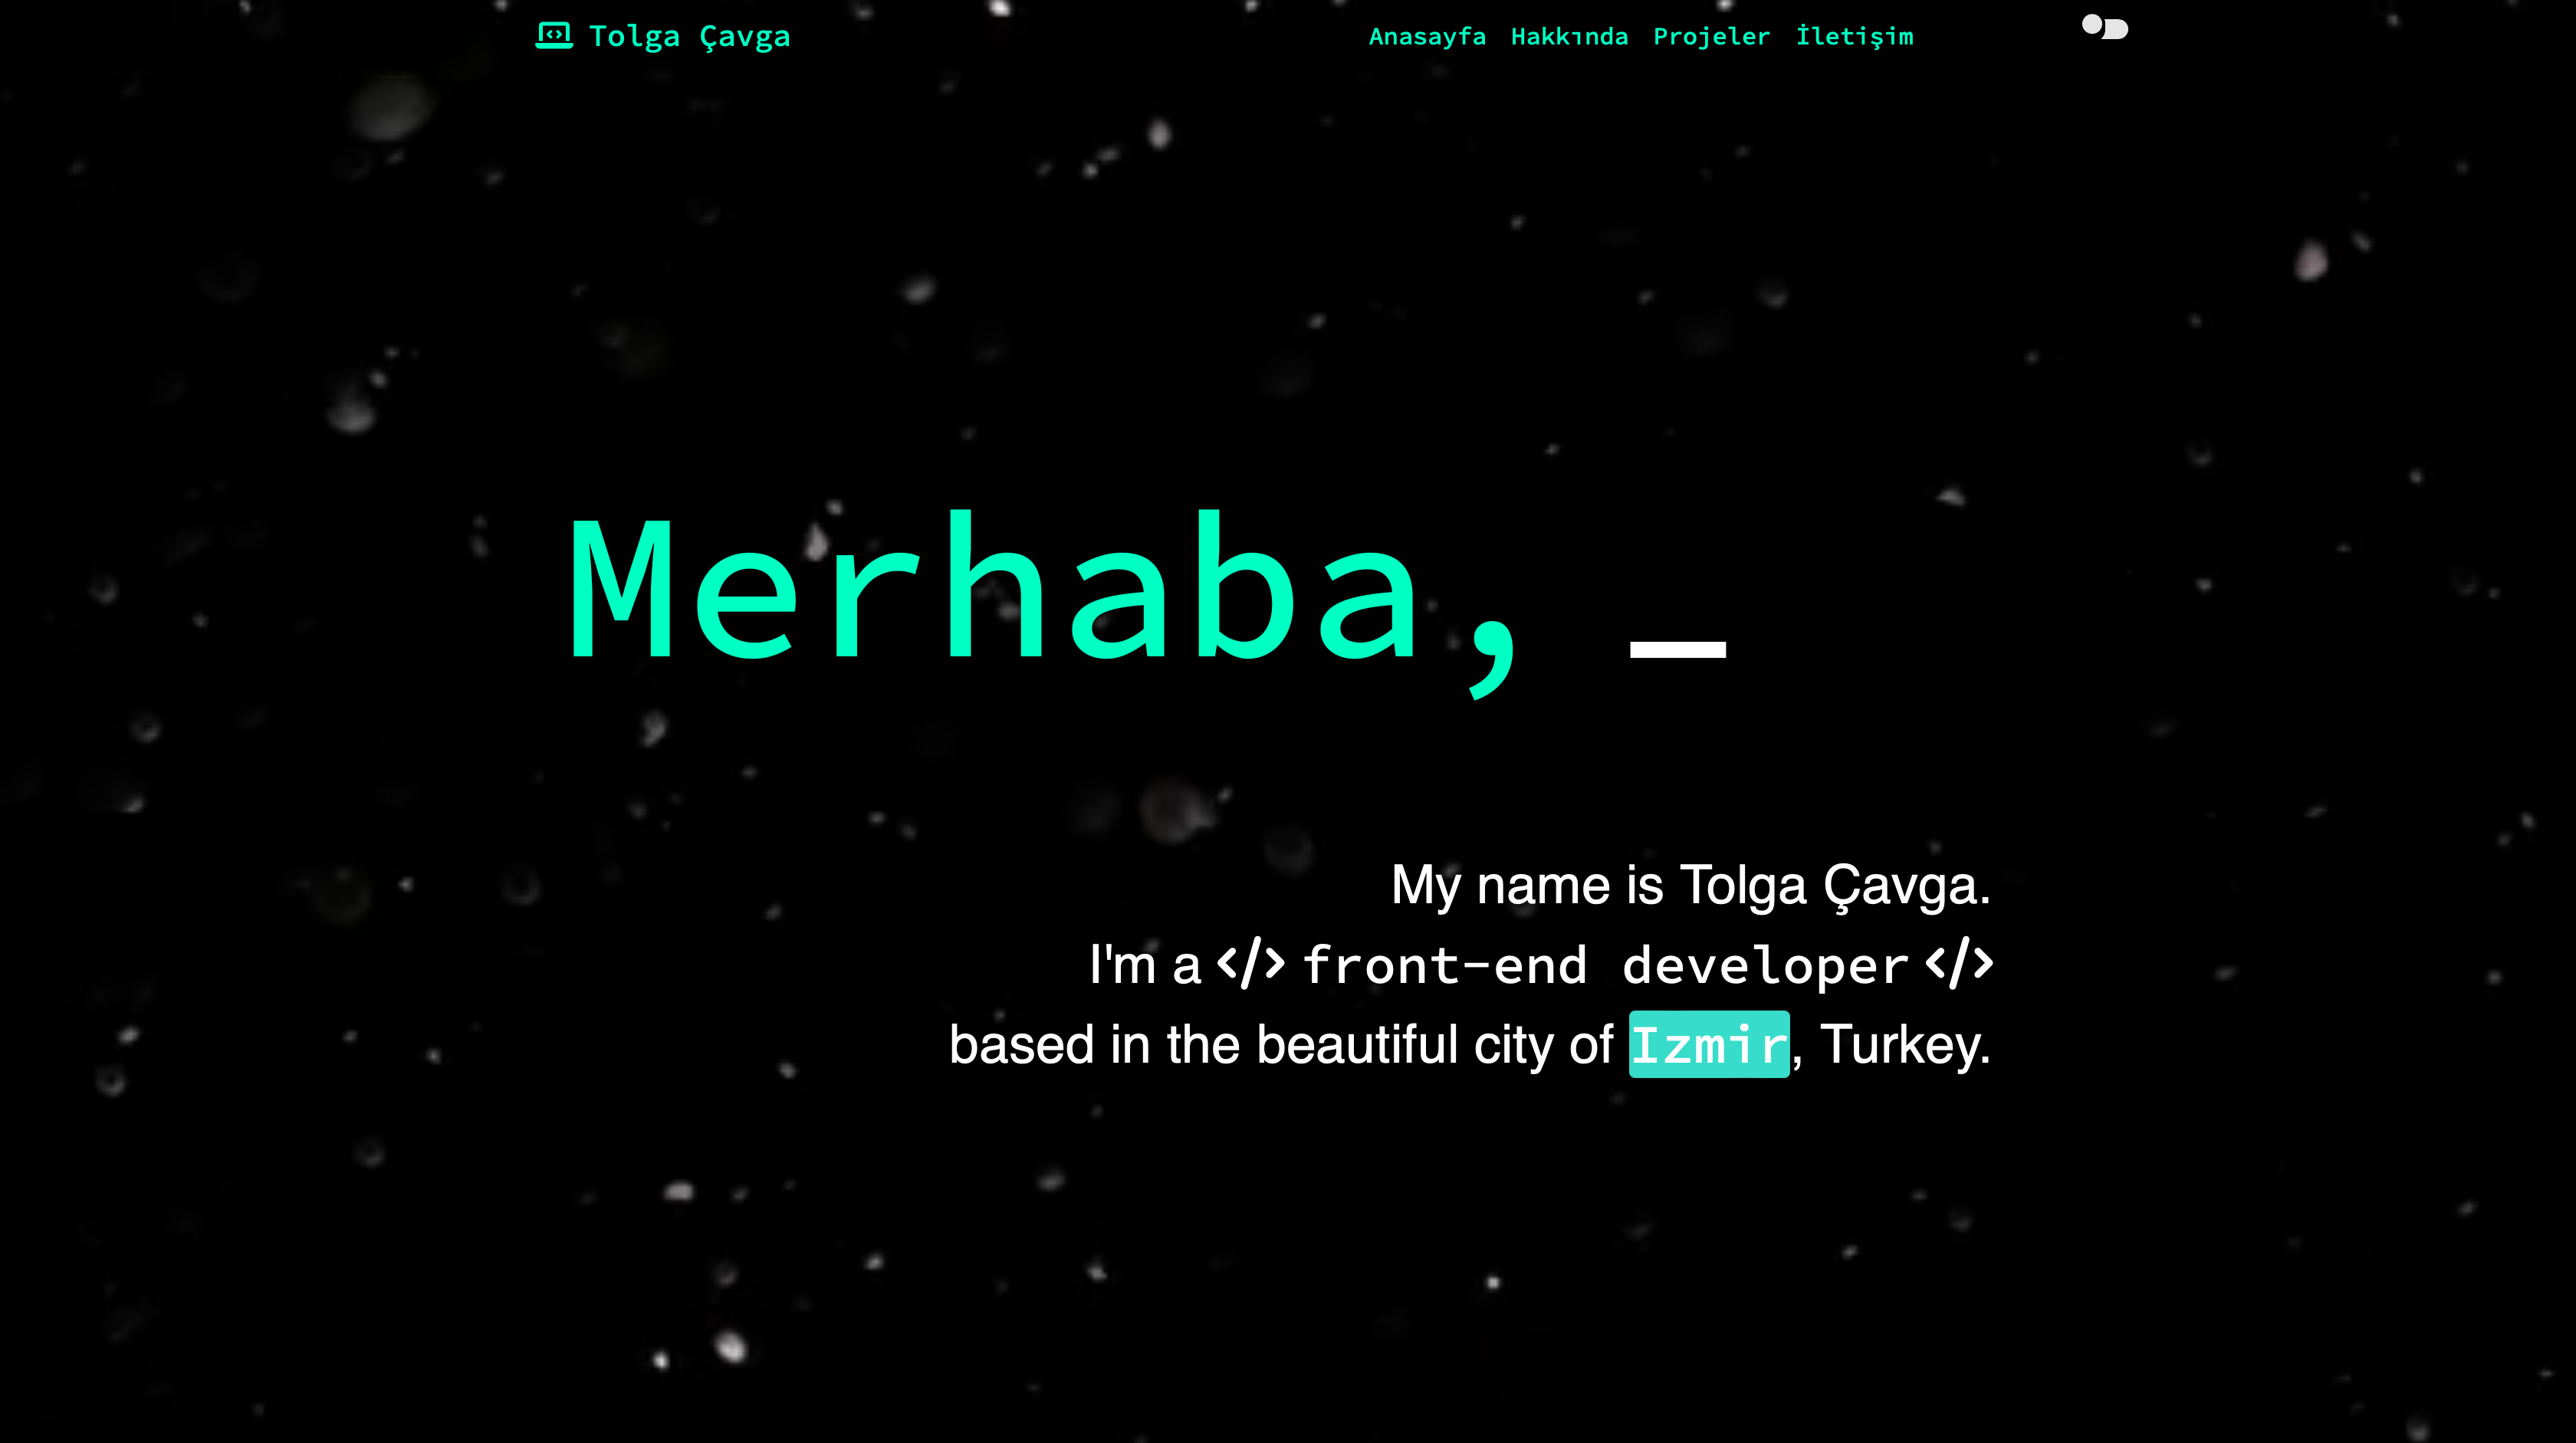 Tolga Çavga
Anasayfa Hakkında Projeler İletişim
Merhaba, _
My name is Tolga Çavga.
I'm a </> front-end developer </>
based in the beautiful city of Izmir, Turkey.